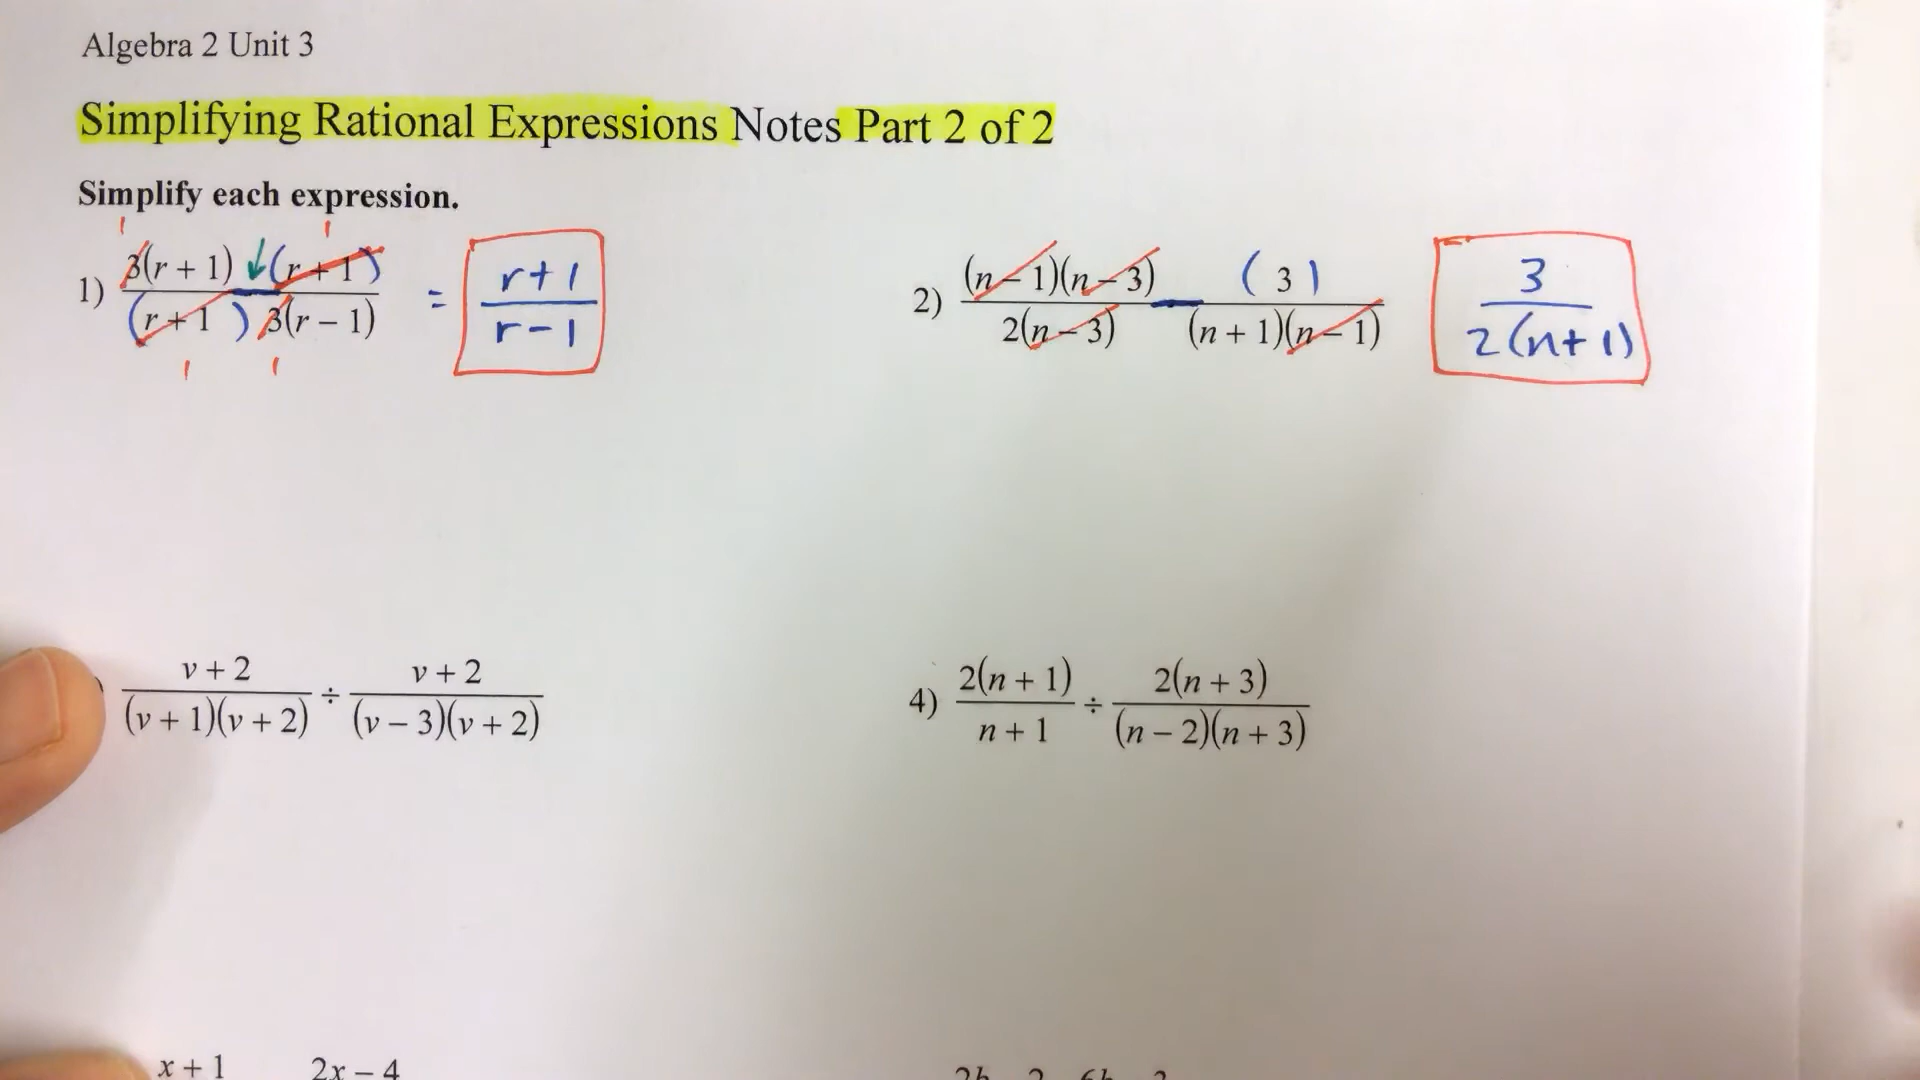 Algebra 2 Unit 3
Simplifying Rational Expressions Notes Part 2 of 2
Simplify each expression.
1) 3(r + 1) (r + 1) = r + 1
(r + 1) 3(r − 1) r − 1
2) (n − 1)(n − 3) (3) 3
2(n − 3) (n + 1)(n − 1) 2(n + 1)
v + 2 ÷ v + 2
(v + 1)(v + 2) (v − 3)(v + 2)
4) 2(n + 1) ÷ 2(n + 3)
n + 1 (n − 2)(n + 3)
x + 1 2x − 4